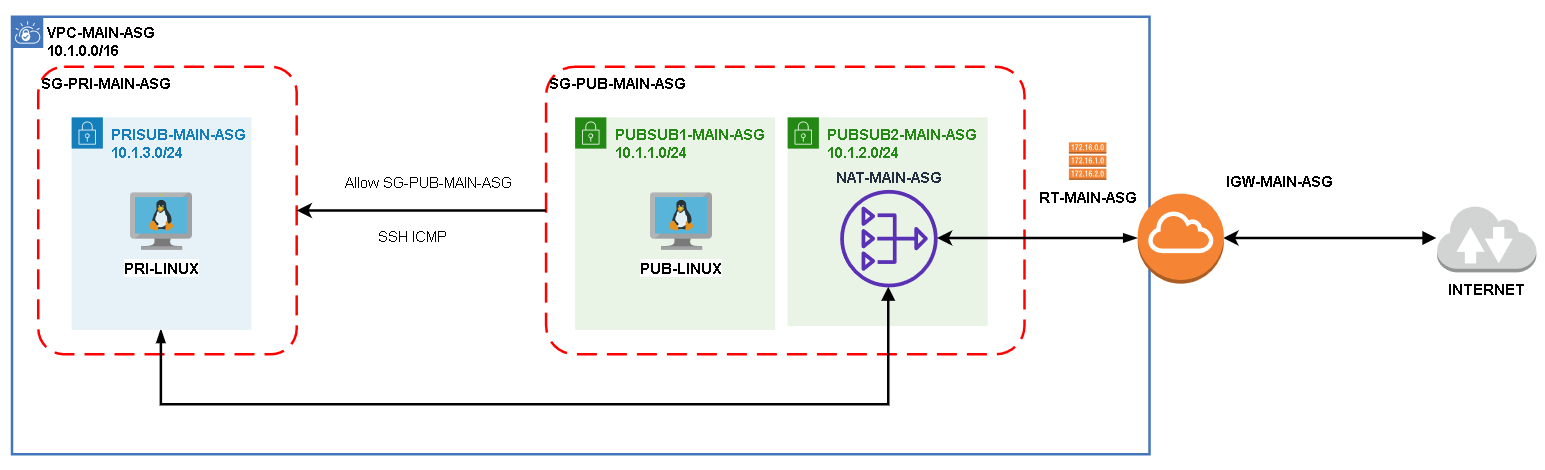 VPC-MAIN-ASG
10.1.0.0/16
SG-PRI-MAIN-ASG
PRISUB-MAIN-ASG
10.1.3.0/24
PRI-LINUX
Allow SG-PUB-MAIN-ASG
SSH ICMP
SG-PUB-MAIN-ASG
PUBSUB1-MAIN-ASG
10.1.1.0/24
PUB-LINUX
PUBSUB2-MAIN-ASG
10.1.2.0/24
NAT-MAIN-ASG
172.16.0.0
172.16.1.0
172.16.2.0
RT-MAIN-ASG
IGW-MAIN-ASG
INTERNET